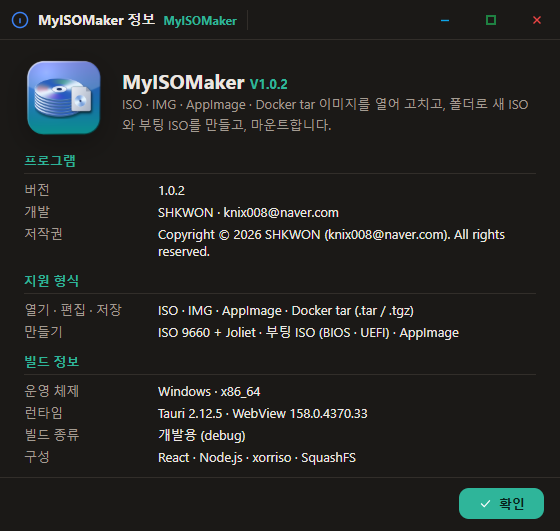 MyISOMaker 정보 MyISOMaker
MyISOMaker V1.0.2
ISO · IMG · AppImage · Docker tar 이미지를 열어 고치고, 폴더로 새 ISO
와 부팅 ISO를 만들고, 마운트합니다.
프로그램
버전 1.0.2
개발 SHKWON · knix008@naver.com
저작권 Copyright © 2026 SHKWON (knix008@naver.com). All rights
reserved.
지원 형식
열기 · 편집 · 저장 ISO · IMG · AppImage · Docker tar (.tar / .tgz)
만들기 ISO 9660 + Joliet · 부팅 ISO (BIOS · UEFI) · AppImage
빌드 정보
운영 체제 Windows · x86_64
런타임 Tauri 2.12.5 · WebView 158.0.4370.33
빌드 종류 개발용 (debug)
구성 React · Node.js · xorriso · SquashFS
확인